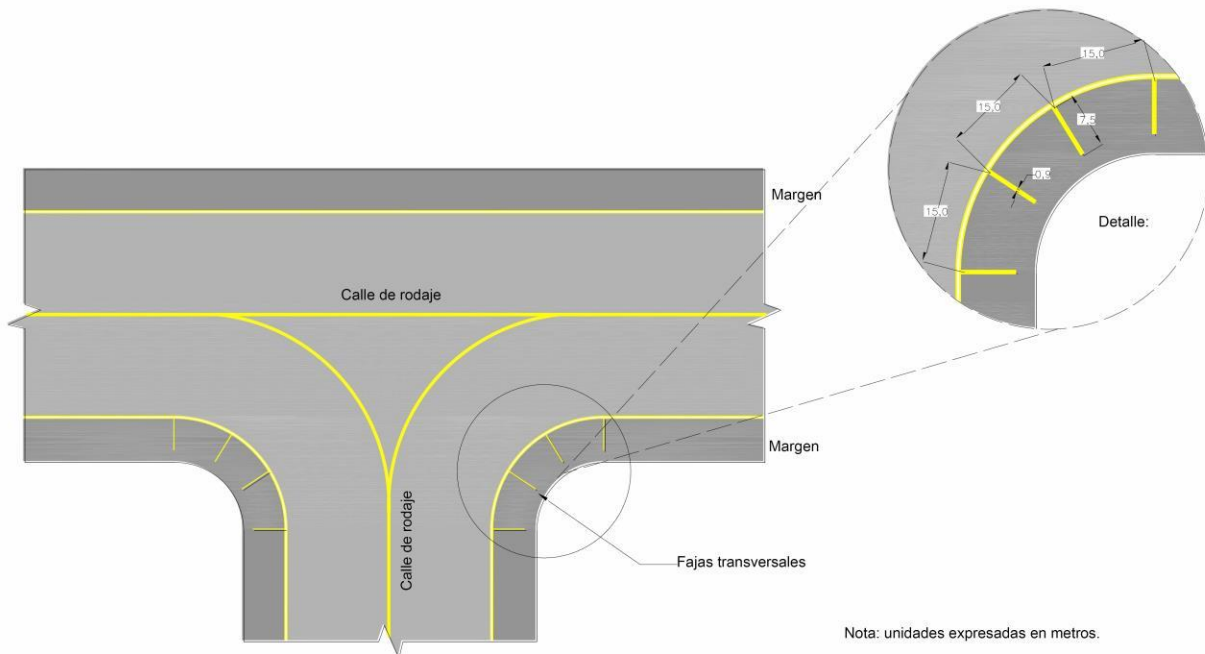 15,0
15,0
7,5
0,9
15,0
Detalle:
Margen
Calle de rodaje
Margen
Calle de rodaje
Fajas transversales
Nota: unidades expresadas en metros.